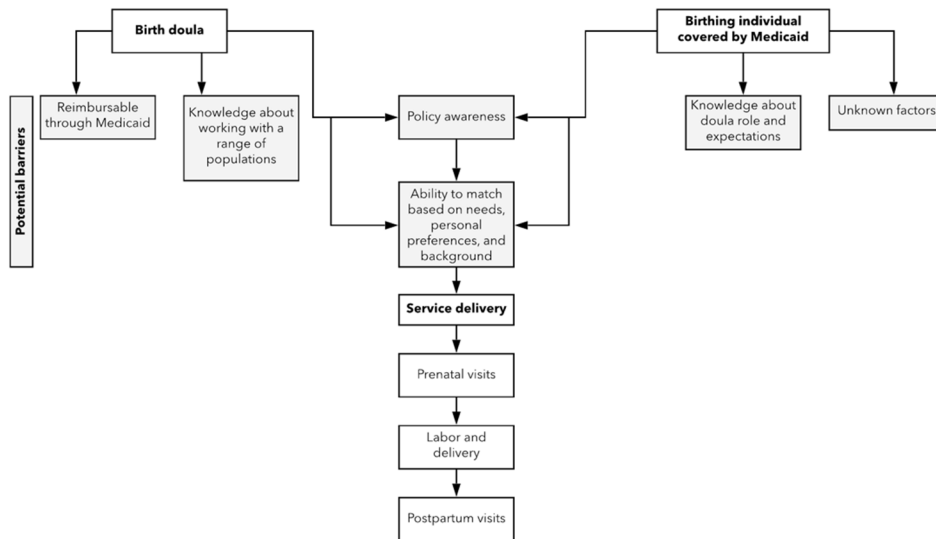 Birth doula
Birthing individual
covered by Medicaid
Potential barriers
Reimbursable
through Medicaid
Knowledge about
working with a
range of
populations
Policy awareness
Knowledge about
doula role and
expectations
Unknown factors
Ability to match
based on needs,
personal
preferences, and
background
Service delivery
Prenatal visits
Labor and
delivery
Postpartum visits